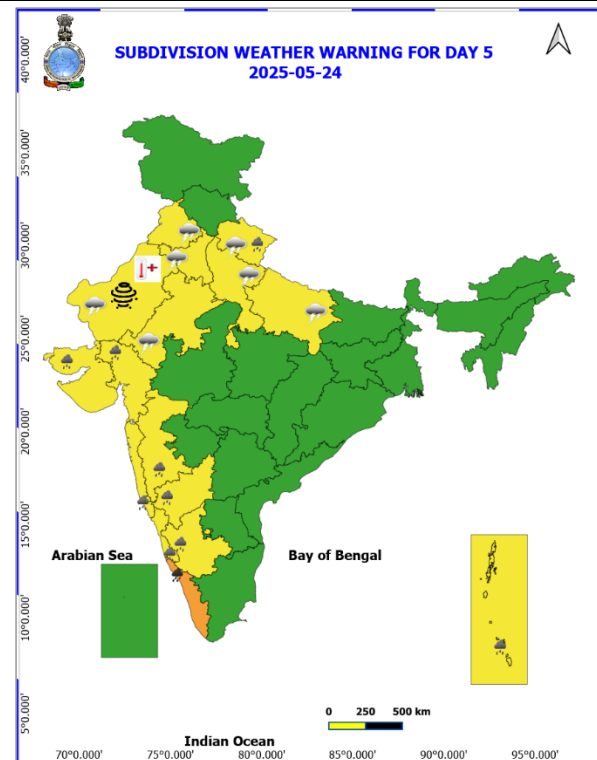 SUBDIVISION WEATHER WARNING FOR DAY 5
2025-05-24
40°0.000'
35°0.000'
30°0.000'
25°0.000'
20°0.000'
15°0.000'
10°0.000'
5°0.000'
Arabian Sea
Bay of Bengal
0 250 500 km
Indian Ocean
70°0.000' 75°0.000' 80°0.000' 85°0.000' 90°0.000' 95°0.000'